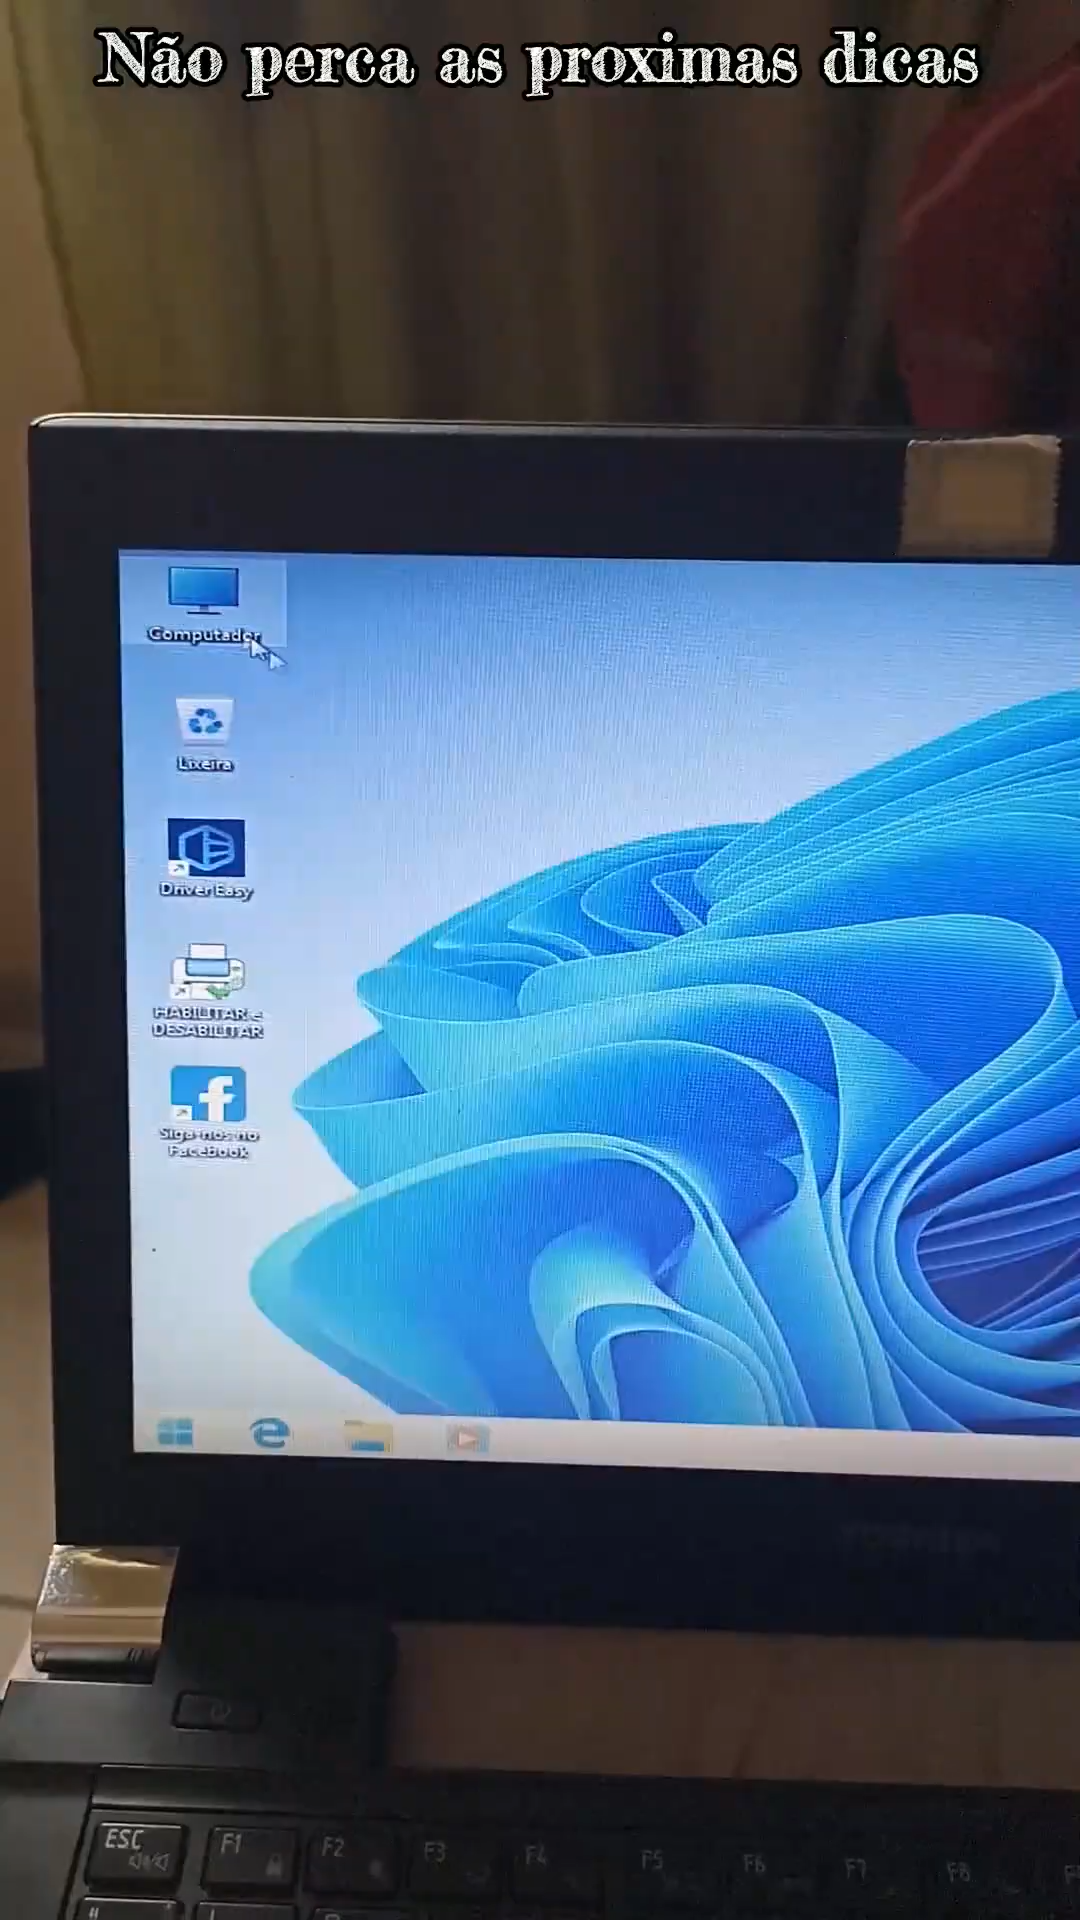 Não perca as proximas dicas
Computador
Lixeira
Driver Easy
HABILITAR e
DESABILITAR
Siga-nos no
Facebook
ESC
F1
F2
F3
F4
F5
F6
F7
F8